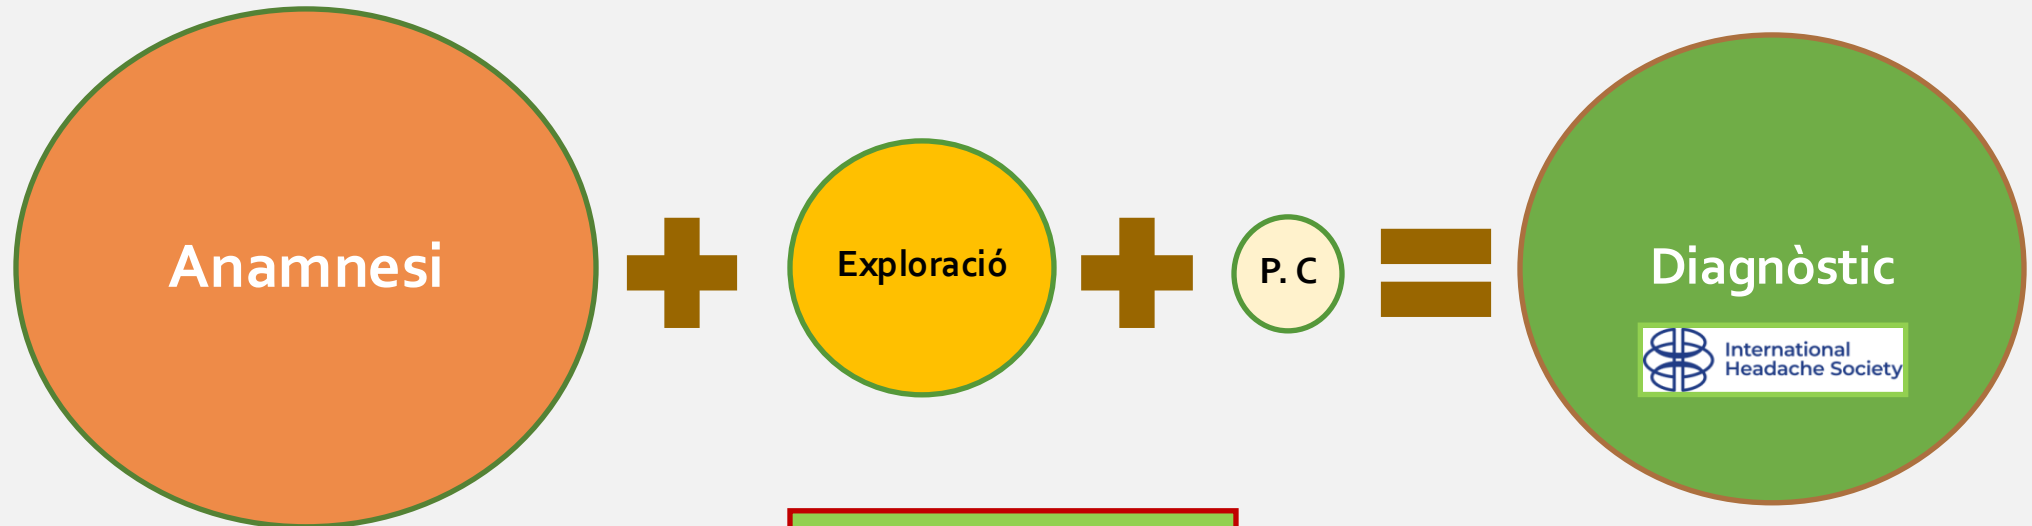 Anamnesi
Exploració
P. C
Diagnòstic
International
Headache Society